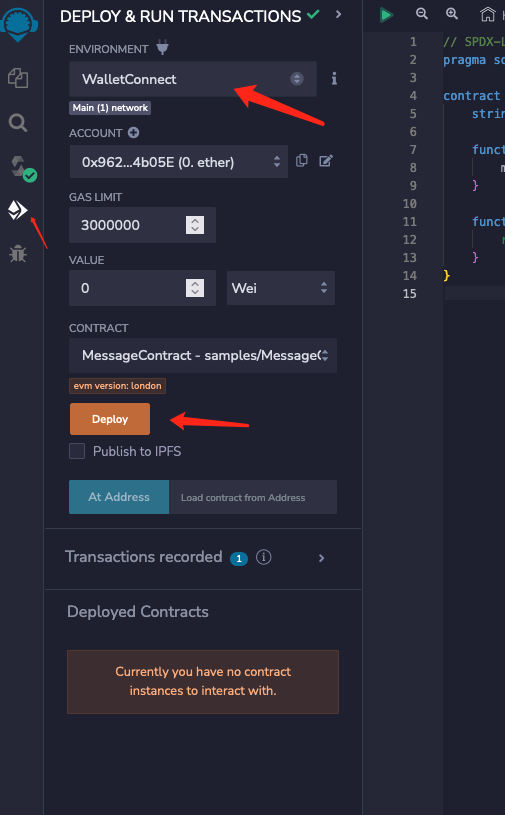 DEPLOY & RUN TRANSACTIONS
ENVIRONMENT
WalletConnect
Main (1) network
ACCOUNT
0x962...4b05E (0. ether)
GAS LIMIT
3000000
VALUE
0
Wei
CONTRACT
MessageContract - samples/Message
evm version: london
Deploy
Publish to IPFS
At Address
Load contract from Address
Transactions recorded 1
Deployed Contracts
Currently you have no contract
instances to interact with.
1 // SPDX-L
2 pragma so
3
4 contract
5 strin
6
7 funct
8 m
9 }
10
11 funct
12 r
13 }
14 }
15